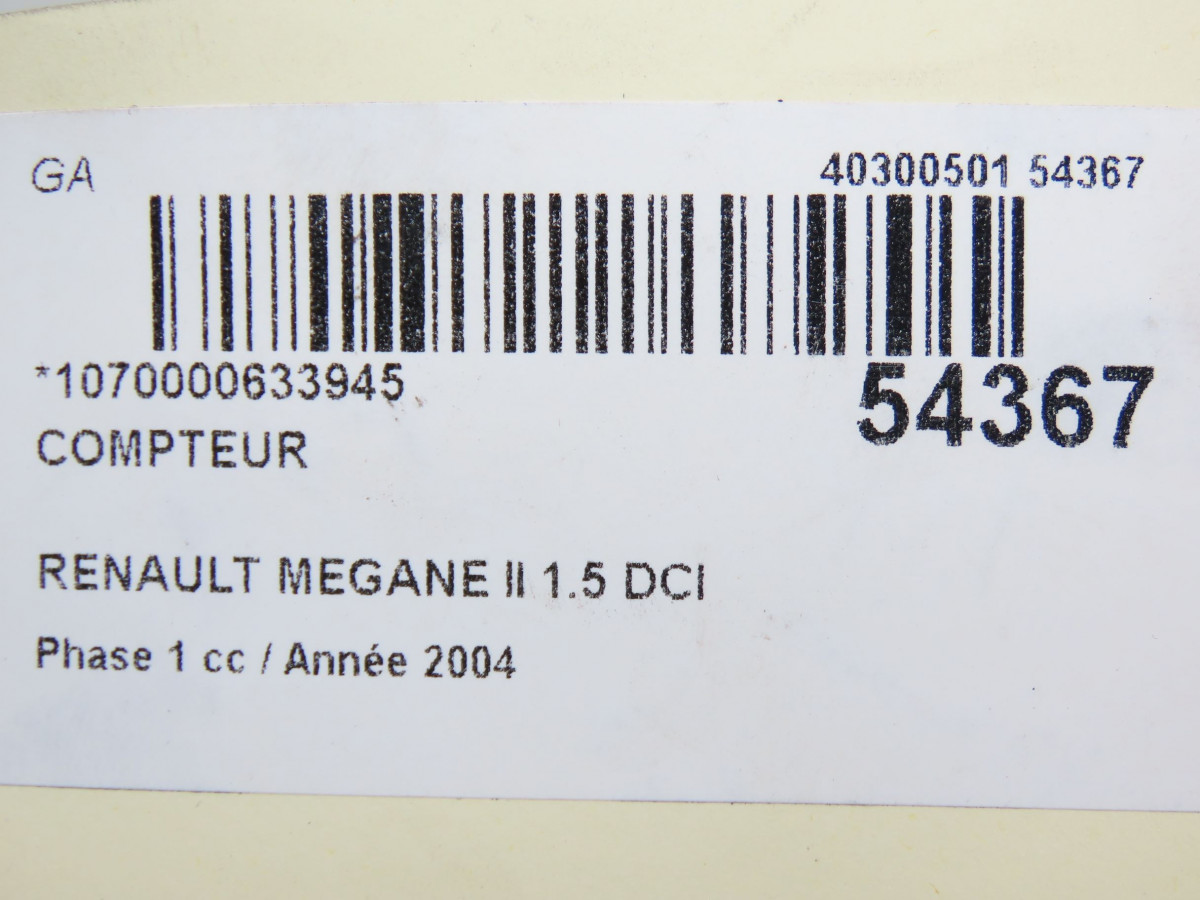 GA
40300501 54367
*1070000633945
54367
COMPTEUR
RENAULT MEGANE II 1.5 DCI
Phase 1 cc / Année 2004